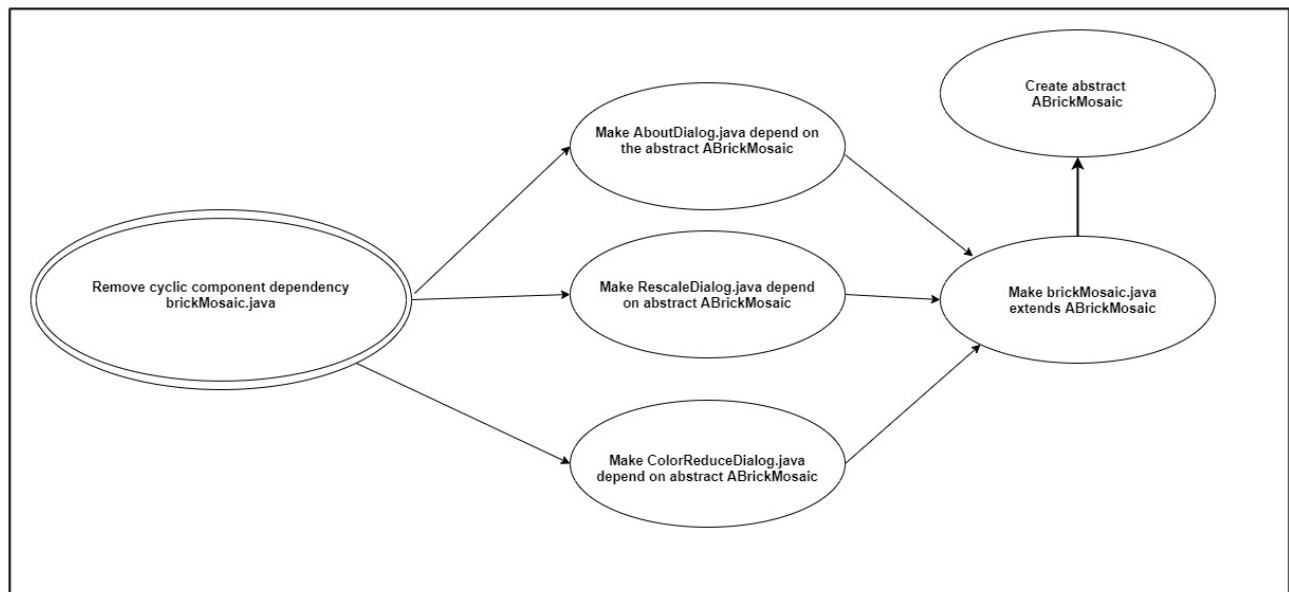 Remove cyclic component dependency
brickMosaic.java
Make AboutDialog.java depend on
the abstract ABrickMosaic
Make RescaleDialog.java depend
on abstract ABrickMosaic
Make ColorReduceDialog.java
depend on abstract ABrickMosaic
Make brickMosaic.java
extends ABrickMosaic
Create abstract
ABrickMosaic